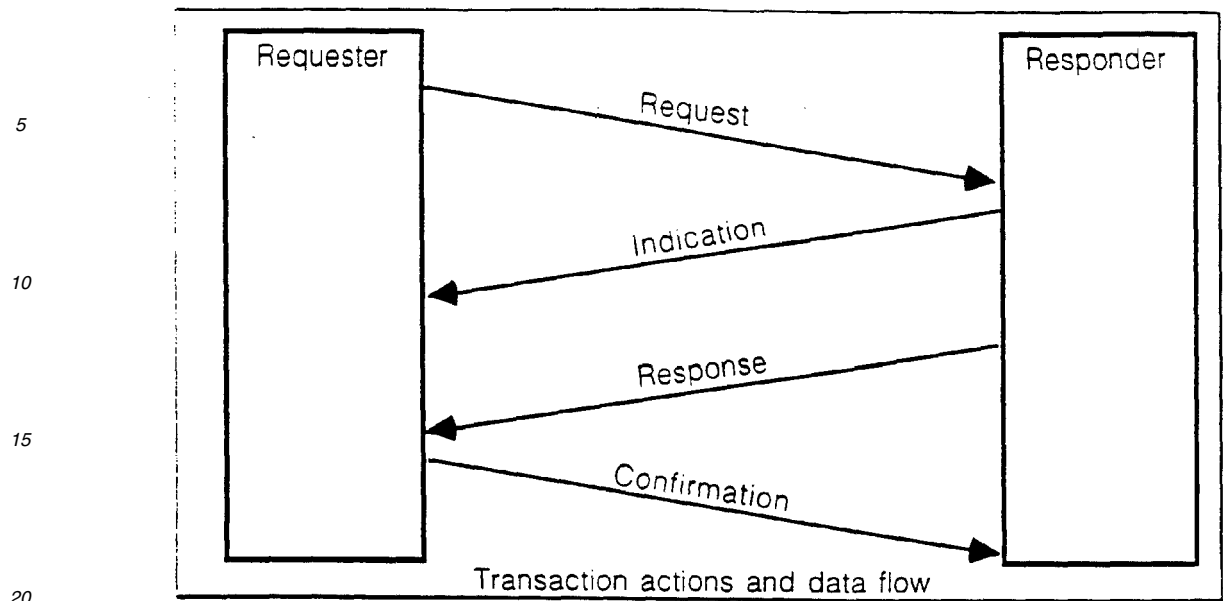 Requester
Responder
Request
5
Indication
10
Response
15
Confirmation
Transaction actions and data flow
20